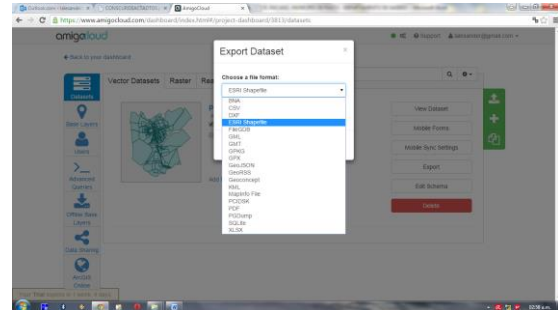 https://www.amigocloud.com/dashboard/index.html#/project-dashboard/3813/datasets
amigocloud
Support
Back to your dashboard
Export Dataset
Choose a file format:
ESRI Shapefile
BNA
CSV
DXF
ESRI Shapefile
FileGDB
GML
GMT
GPKG
GPX
GeoJSON
GeoRSS
Geoconcept
KML
MapInfo File
PCIDSK
PDF
PGDump
SQLite
XLSX
Datasets
Base Layers
Users
Advanced Queries
Offline Base Layers
Data Sharing
ArcGIS Online
Vector Datasets
Raster
View Dataset
Mobile Forms
Mobile Sync Settings
Export
Edit Schema
Delete